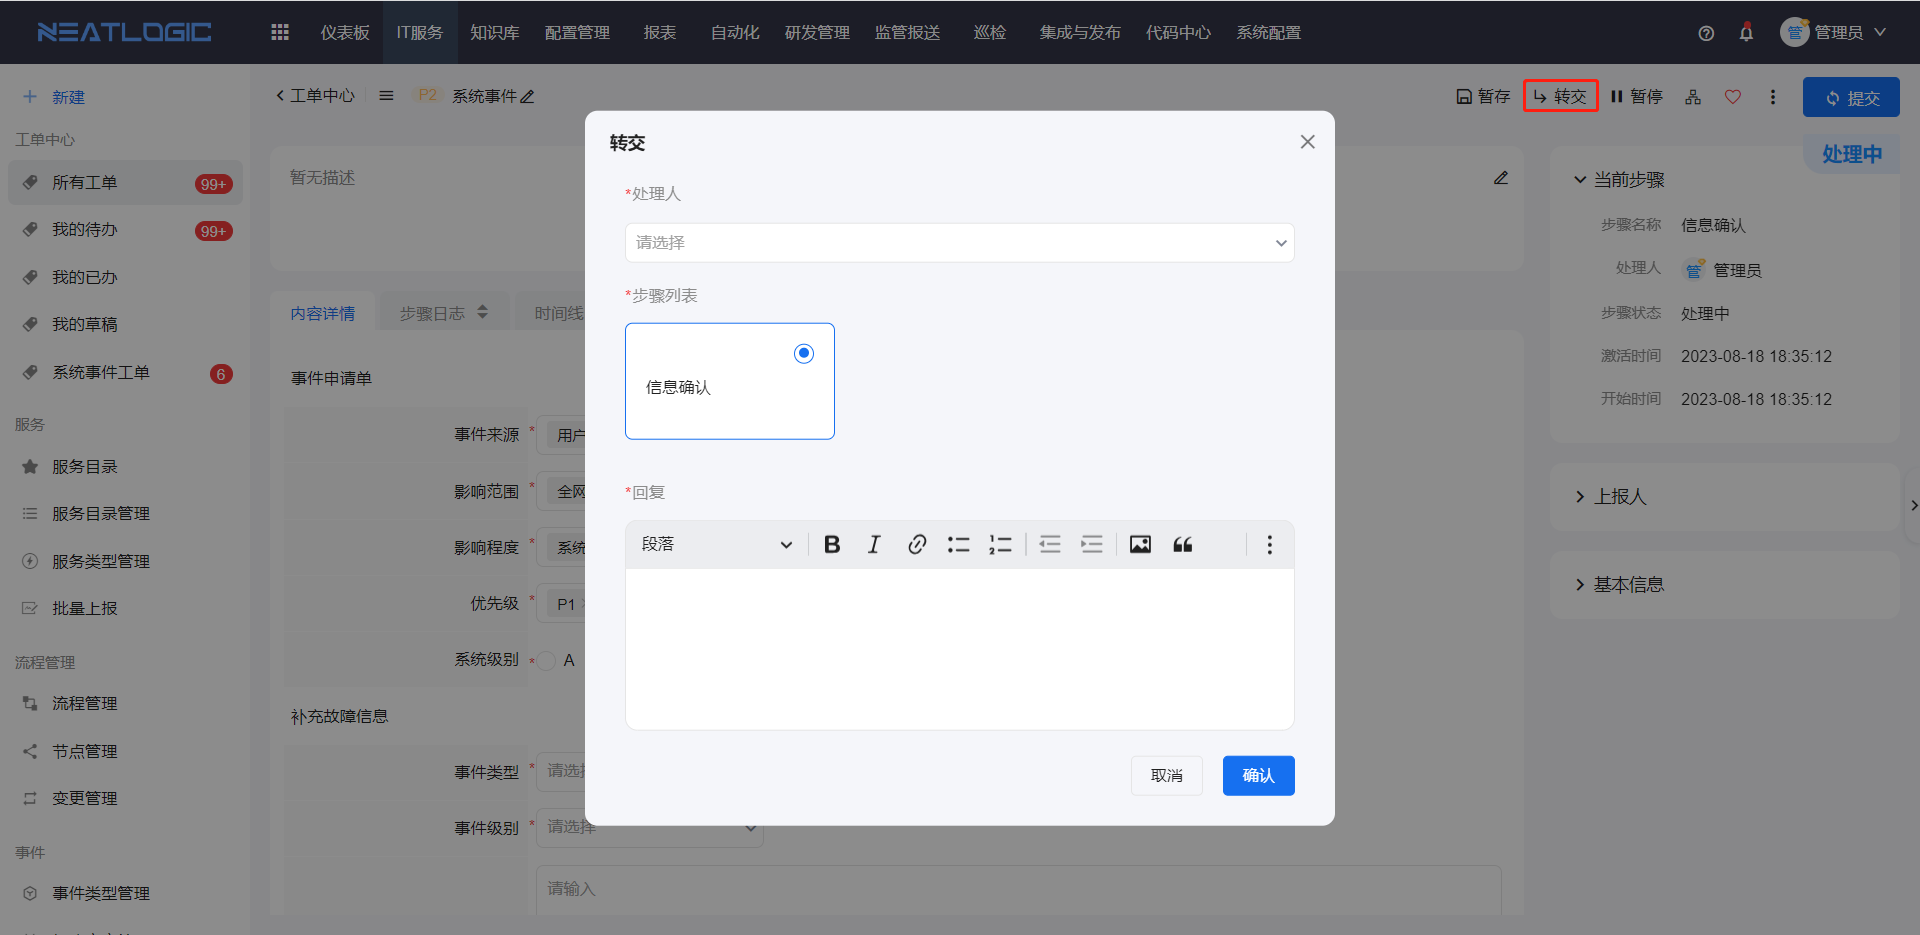 NEATLOGIC
仪表板
IT服务
知识库
配置管理
报表
自动化
研发管理
监管报送
巡检
集成与发布
代码中心
系统配置
管
管理员
新建
工单中心
所有工单
99+
我的待办
99+
我的已办
我的草稿
系统事件工单
6
服务
服务目录
服务目录管理
服务类型管理
批量上报
流程管理
流程管理
节点管理
变更管理
事件
事件类型管理
工单中心
P2
系统事件
暂存
转交
暂停
提交
处理中
暂无描述
内容详情
步骤日志
时间线
事件申请单
事件来源
*
用户
影响范围
*
全网
影响程度
*
系统
优先级
*
P1
系统级别
*
A
补充故障信息
事件类型
*
请选择
事件级别
*
请选择
请输入
转交
*处理人
请选择
*步骤列表
信息确认
*回复
段落
取消
确认
当前步骤
步骤名称
信息确认
处理人
管
管理员
步骤状态
处理中
激活时间
2023-08-18 18:35:12
开始时间
2023-08-18 18:35:12
上报人
基本信息